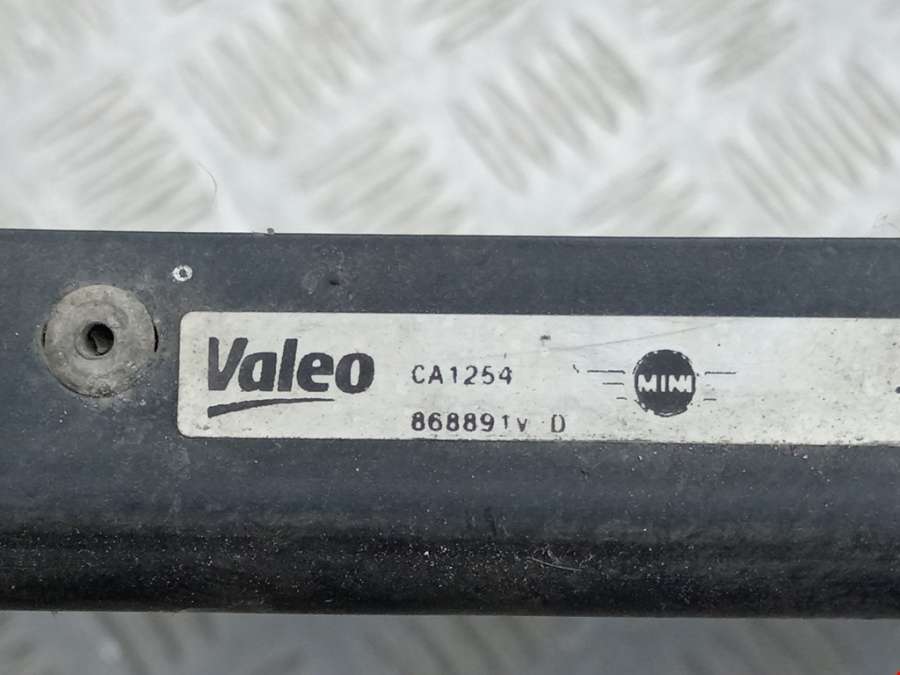 Valeo
CA1254
868891v D
MINI